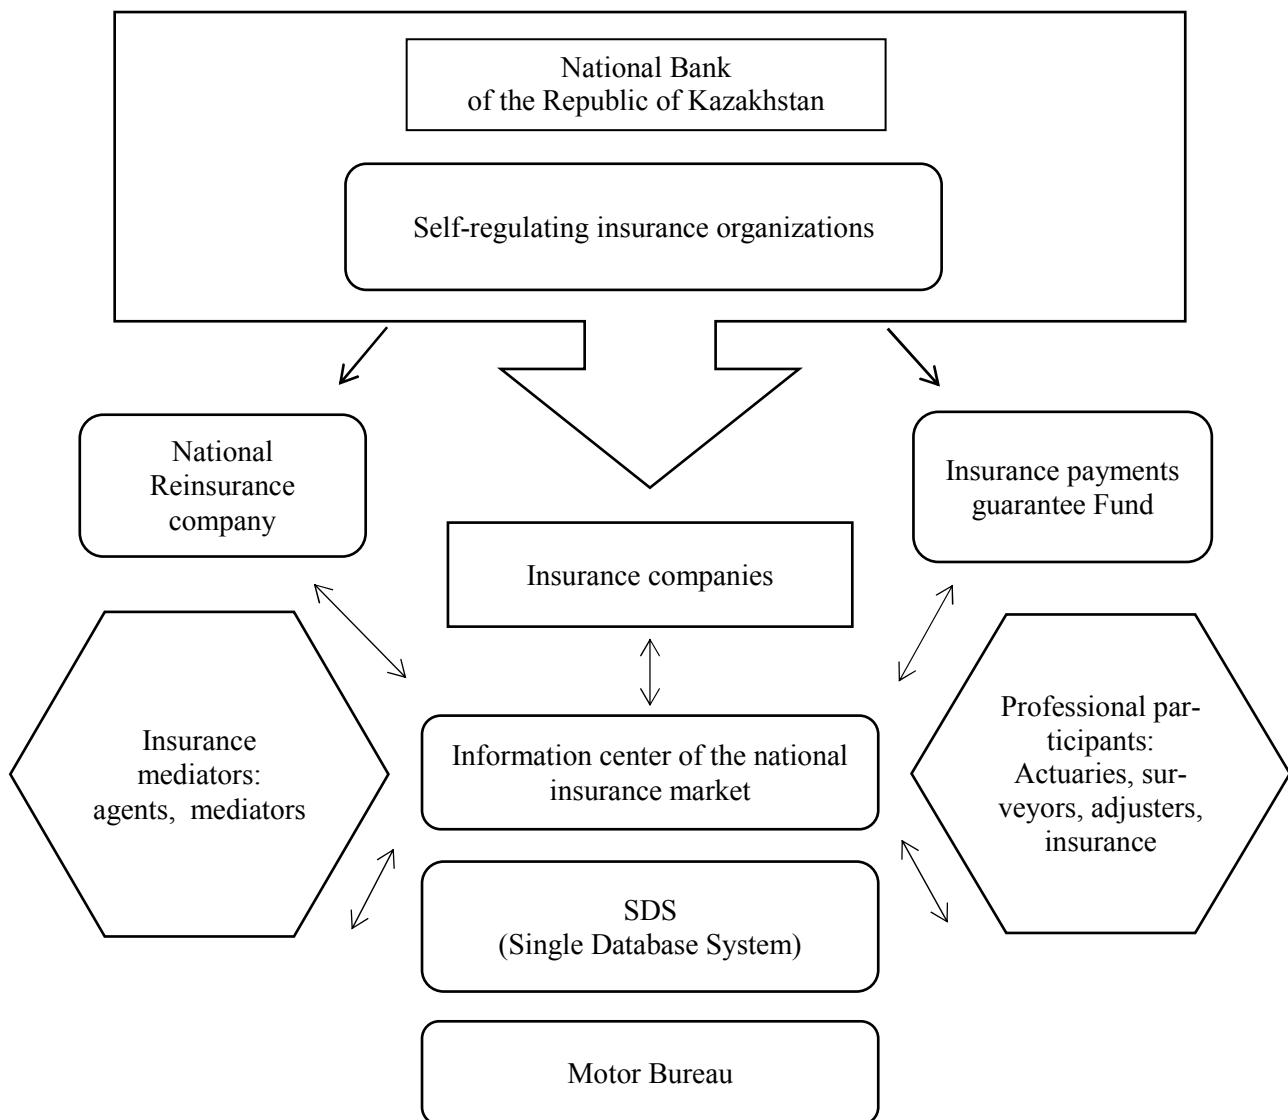 National Bank
of the Republic of Kazakhstan
Self-regulating insurance organizations
National
Reinsurance
company
Insurance payments
guarantee Fund
Insurance companies
Insurance
mediators:
agents,  mediators
Information center of the national
insurance market
Professional par-
ticipants:
Actuaries, sur-
veyors, adjusters,
insurance
SDS
(Single Database System)
Motor Bureau